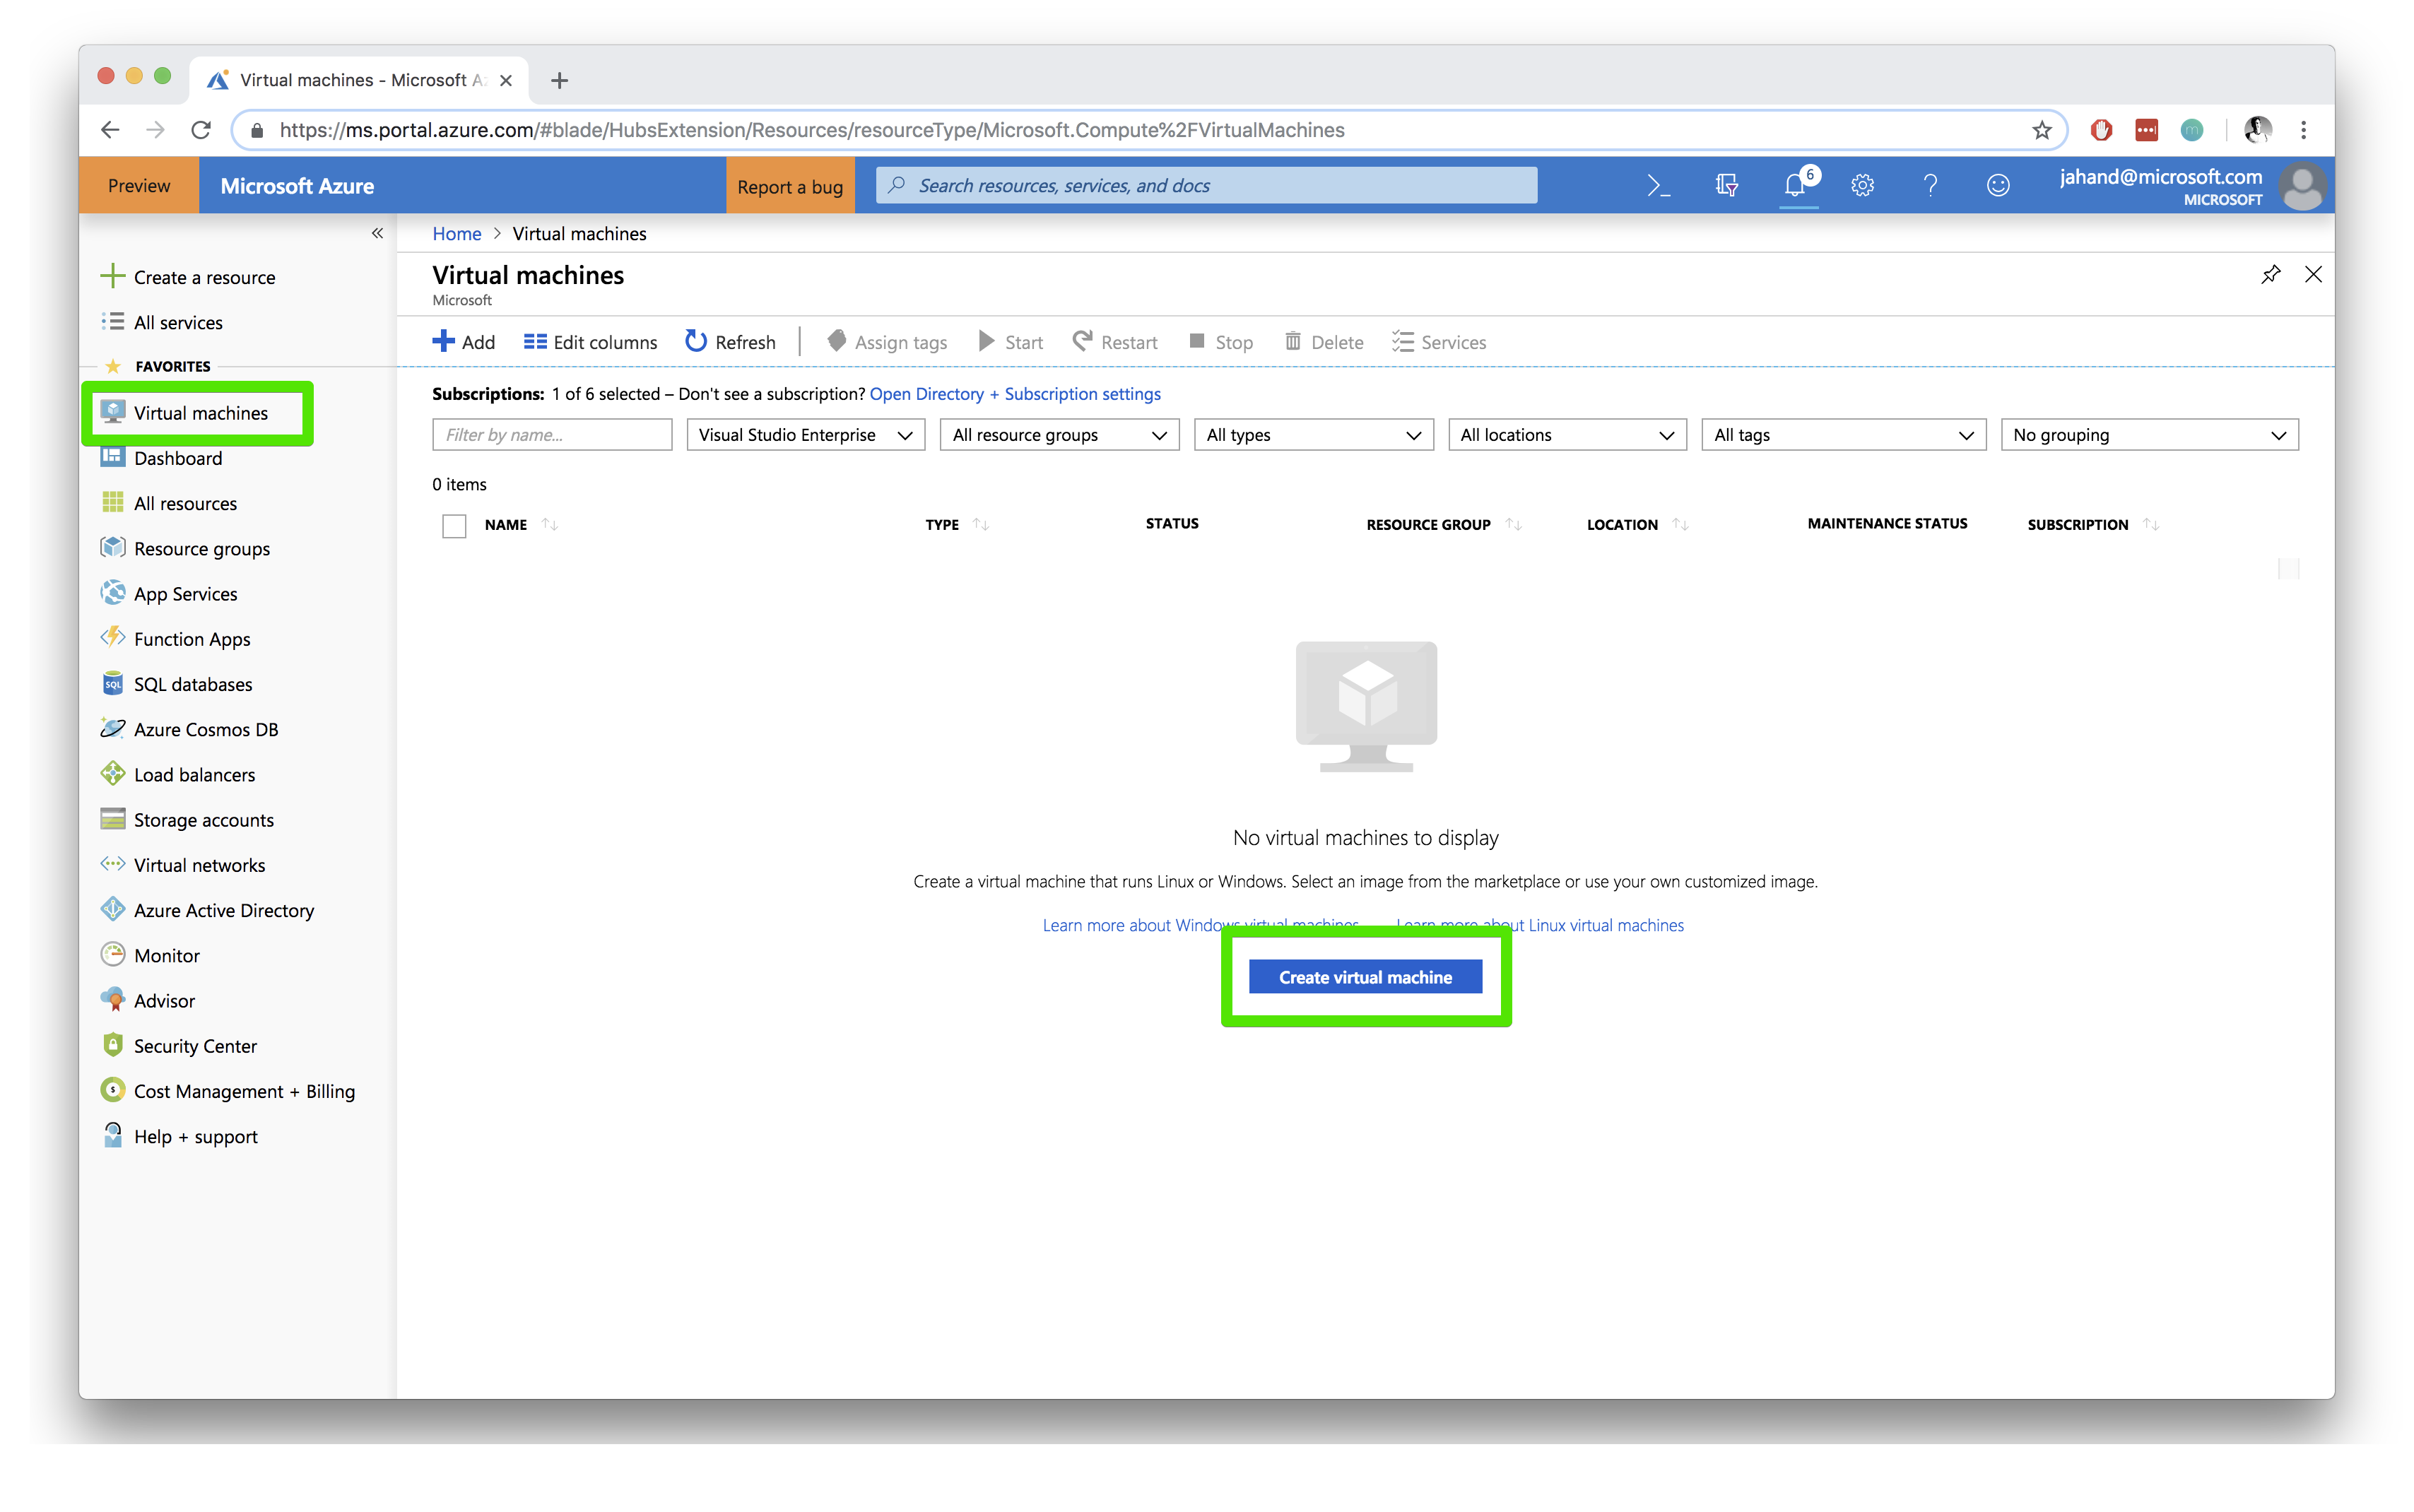 Virtual machines - Microsoft A
https://ms.portal.azure.com/#blade/HubsExtension/Resources/resourceType/Microsoft.Compute%2FVirtualMachines
Preview
Microsoft Azure
Report a bug
Search resources, services, and docs
6
jahand@microsoft.com
MICROSOFT
Create a resource
All services
FAVORITES
Virtual machines
Dashboard
All resources
Resource groups
App Services
Function Apps
SQL
SQL databases
Azure Cosmos DB
Load balancers
Storage accounts
Virtual networks
Azure Active Directory
Monitor
Advisor
Security Center
Cost Management + Billing
Help + support
Home > Virtual machines
Virtual machines
Microsoft
Add Edit columns Refresh Assign tags Start Restart Stop Delete Services
Subscriptions: 1 of 6 selected – Don't see a subscription? Open Directory + Subscription settings
Filter by name... Visual Studio Enterprise All resource groups All types All locations All tags No grouping
0 items
NAME TYPE STATUS RESOURCE GROUP LOCATION MAINTENANCE STATUS SUBSCRIPTION
No virtual machines to display
Create a virtual machine that runs Linux or Windows. Select an image from the marketplace or use your own customized image.
Learn more about Windows virtual machines Learn more about Linux virtual machines
Create virtual machine